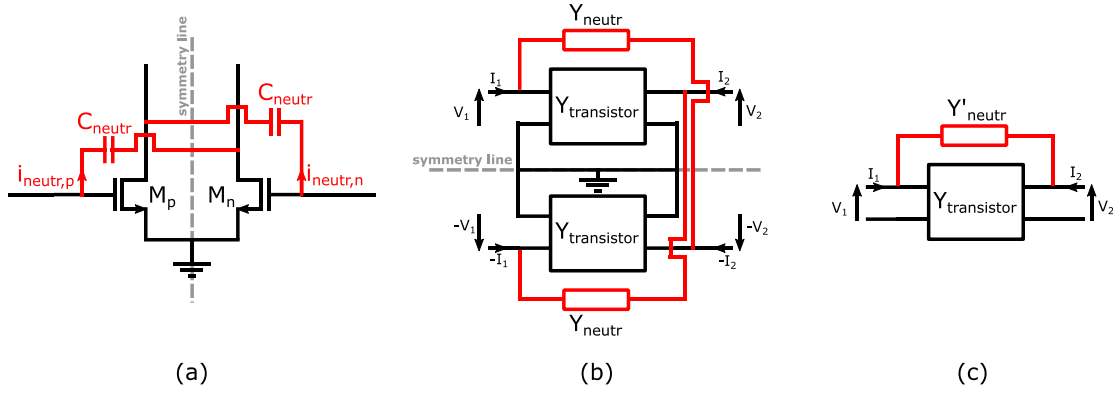 symmetry line
C_neutr
C_neutr
i_neutr,p
M_p
M_n
i_neutr,n
(a)
Y_neutr
I_1
I_2
V_1
Y_transistor
V_2
symmetry line
-V_1
Y_transistor
-V_2
-I_1
-I_2
Y_neutr
(b)
Y'_neutr
I_1
I_2
V_1
Y_transistor
V_2
(c)